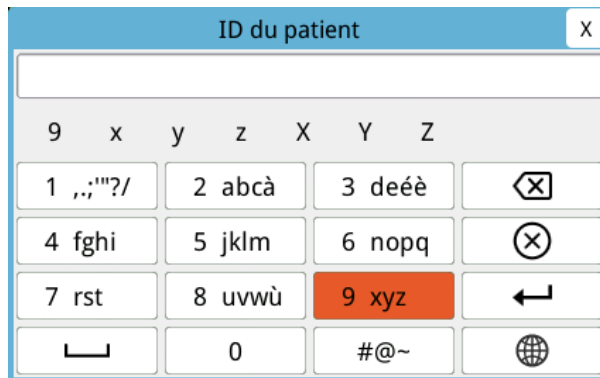 ID du patient X
9 x y z X Y Z
1 ,.;'"?/ 2 abcà 3 deéè
4 fghi 5 jklm 6 nopq
7 rst 8 uvwù 9 xyz
0 #@~